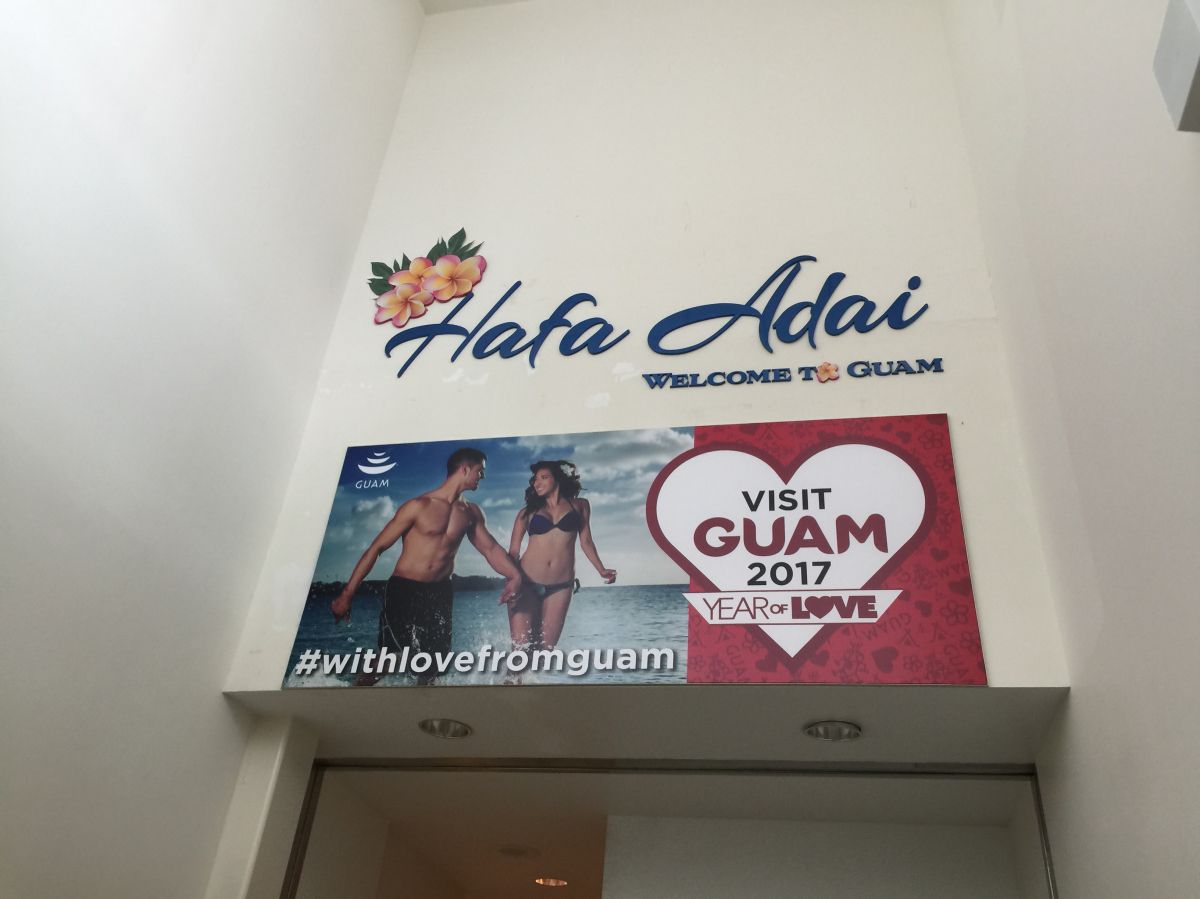 Hafa Adai
WELCOME TO GUAM
GUAM
#withlovefromguam
VISIT
GUAM
2017
YEAR OF LOVE